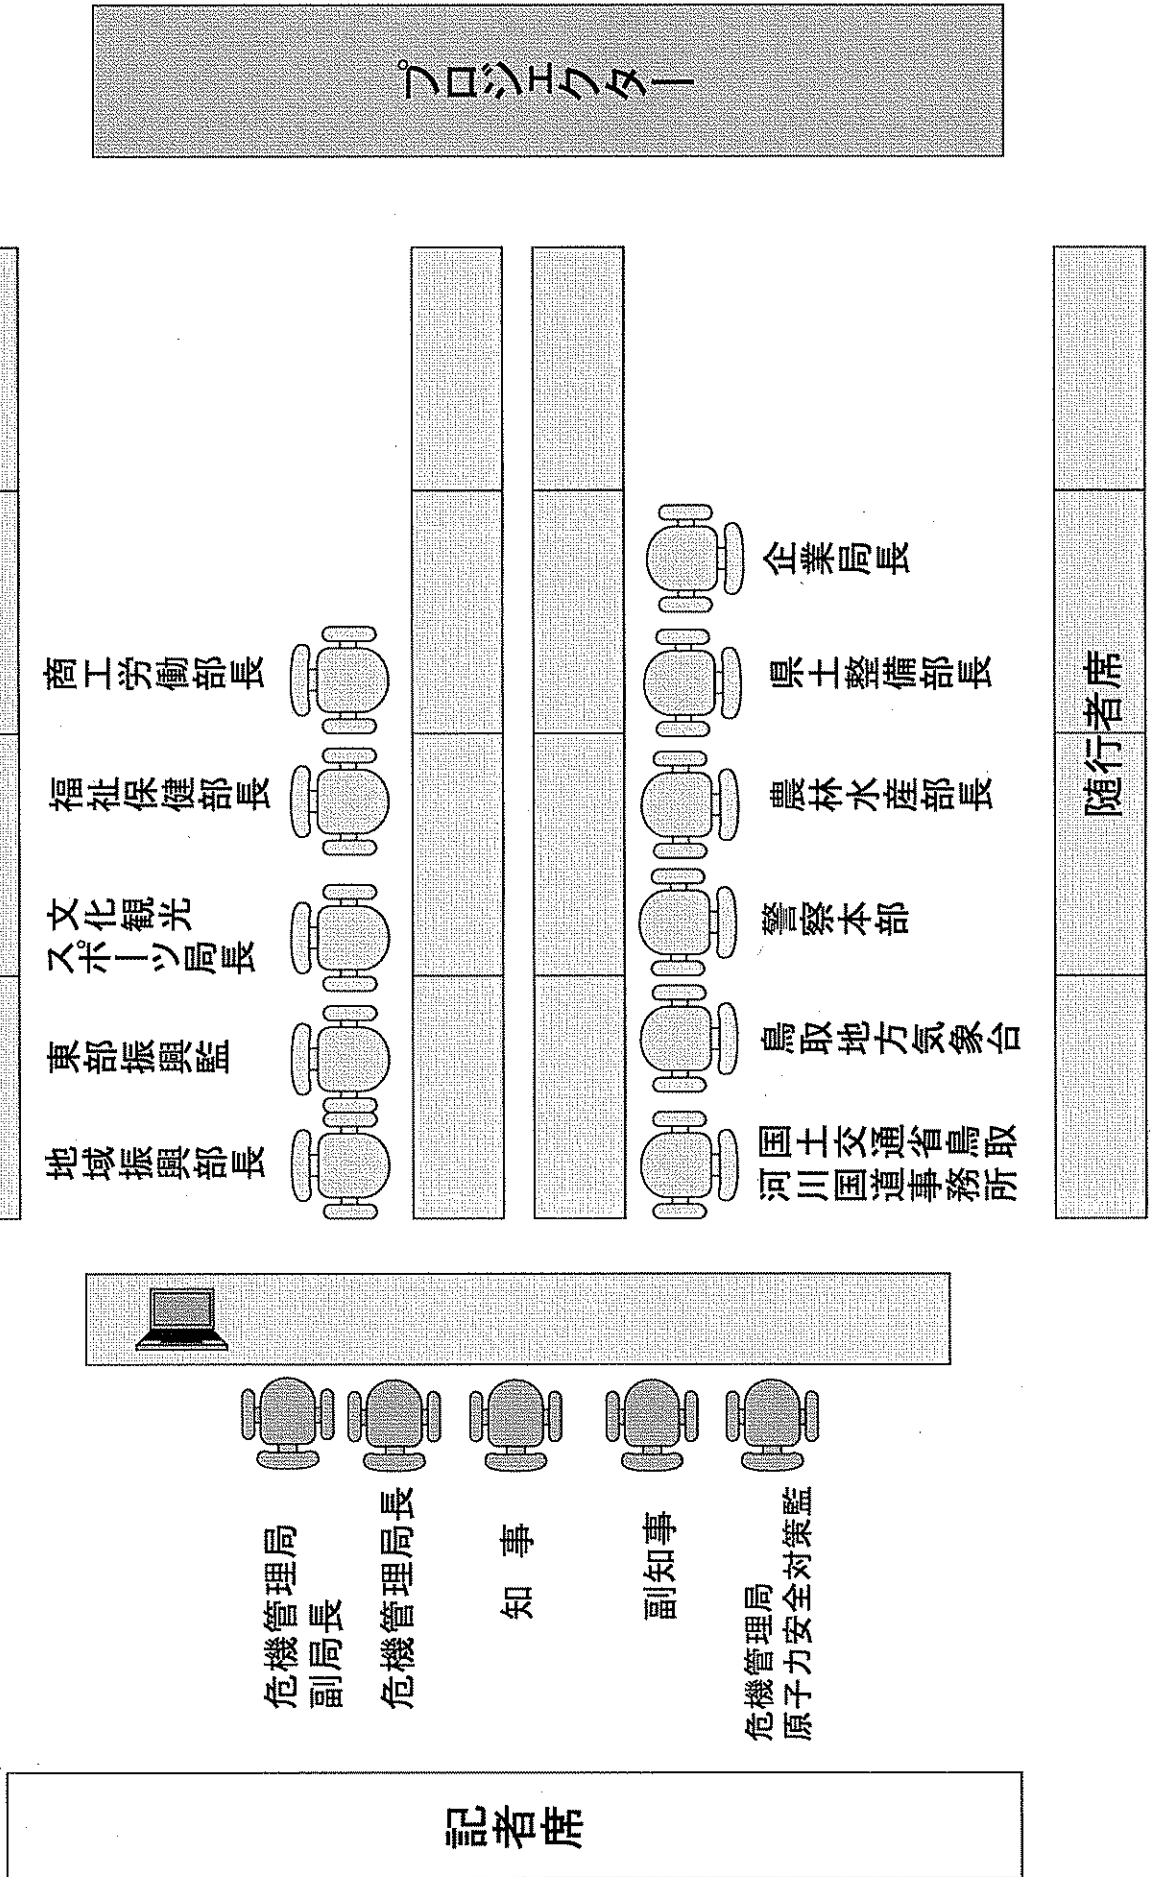 プロジェクター
商工労働部長
福祉保健部長
文化観光
スポーツ局長
東部振興監
地域振興部長
企業局長
県土整備部長
農林水産部長
警察本部
鳥取地方気象台
国土交通省鳥取
河川国道事務所
随行者席
危機管理局
副局長
危機管理局長
知 事
副知事
危機管理局
原子力安全対策監
記者席